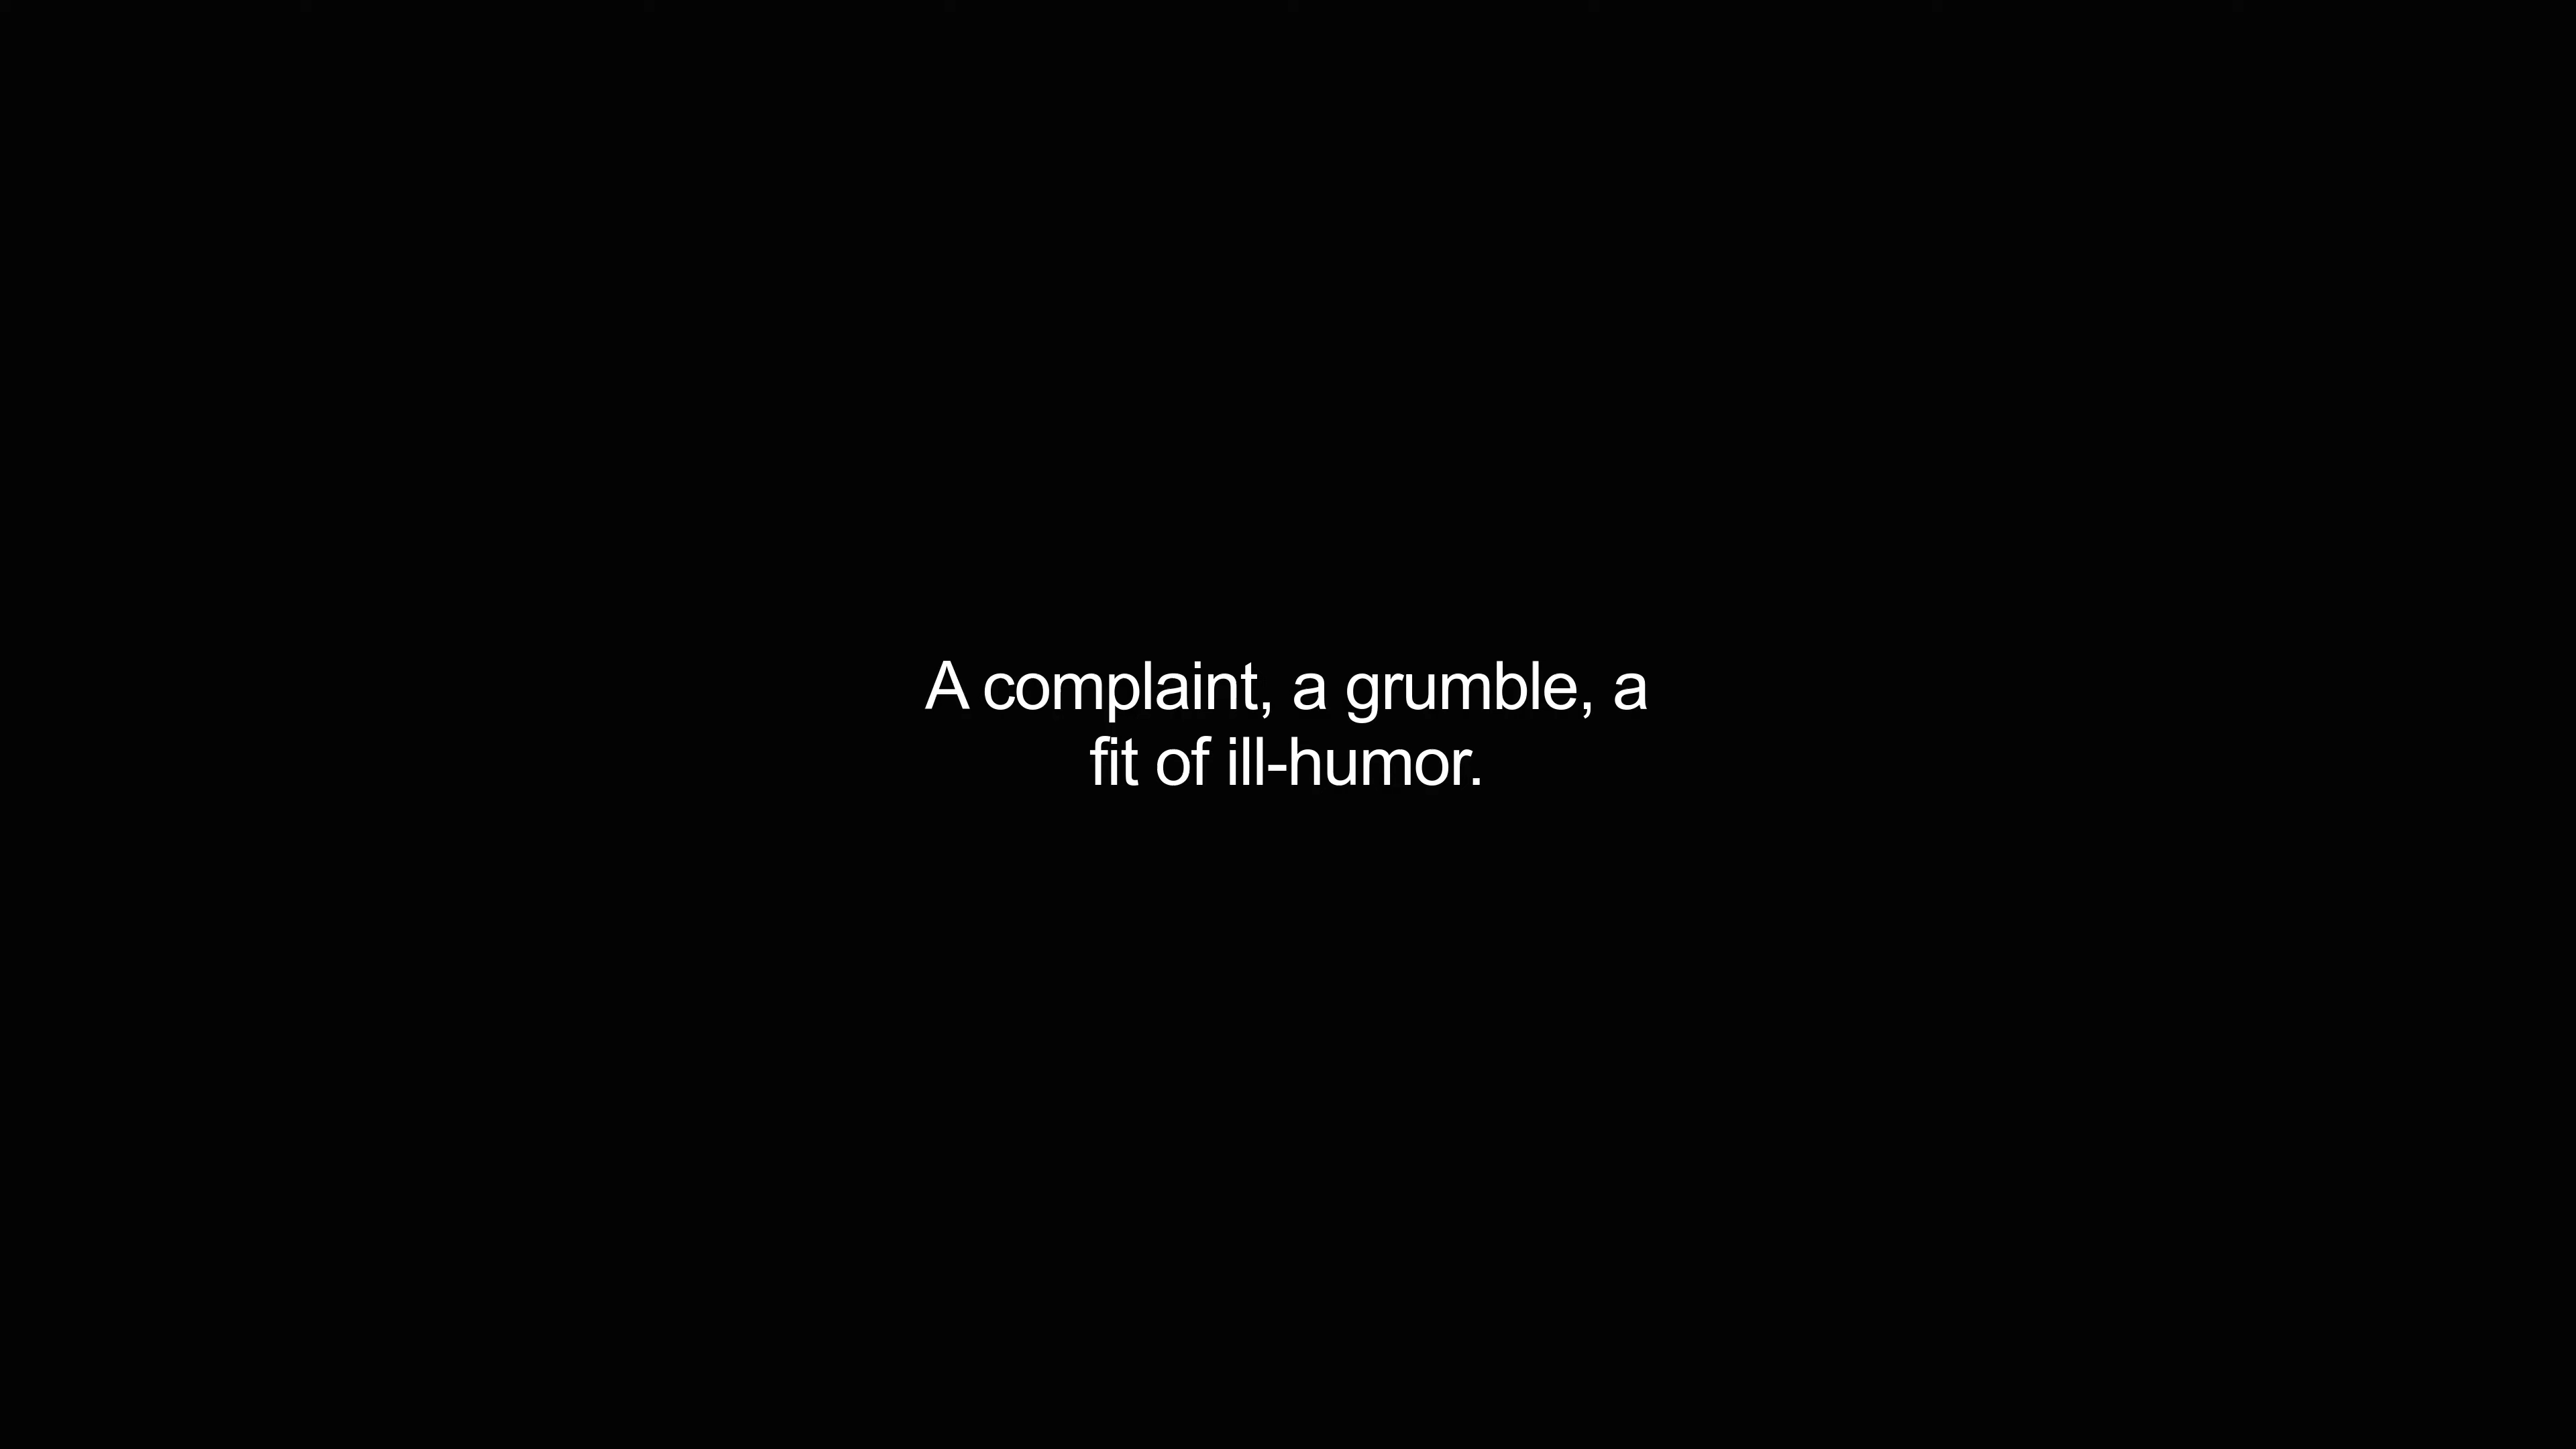 A complaint, a grumble, a
fit of ill-humor.